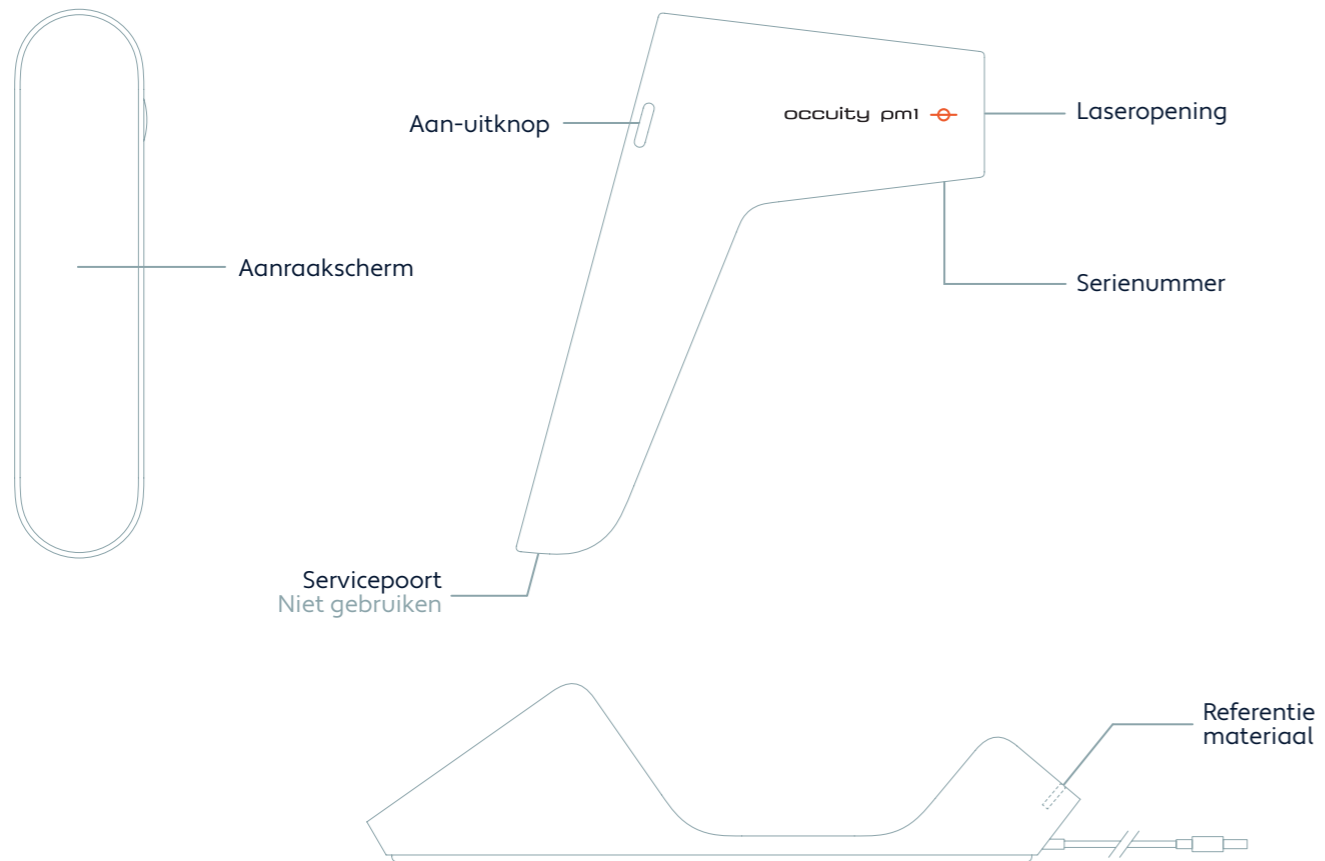 Aan-uitknop
occuity pm1
Laseropening
Aanraakscherm
Serienummer
Servicepoort
Niet gebruiken
Referentie
materiaal